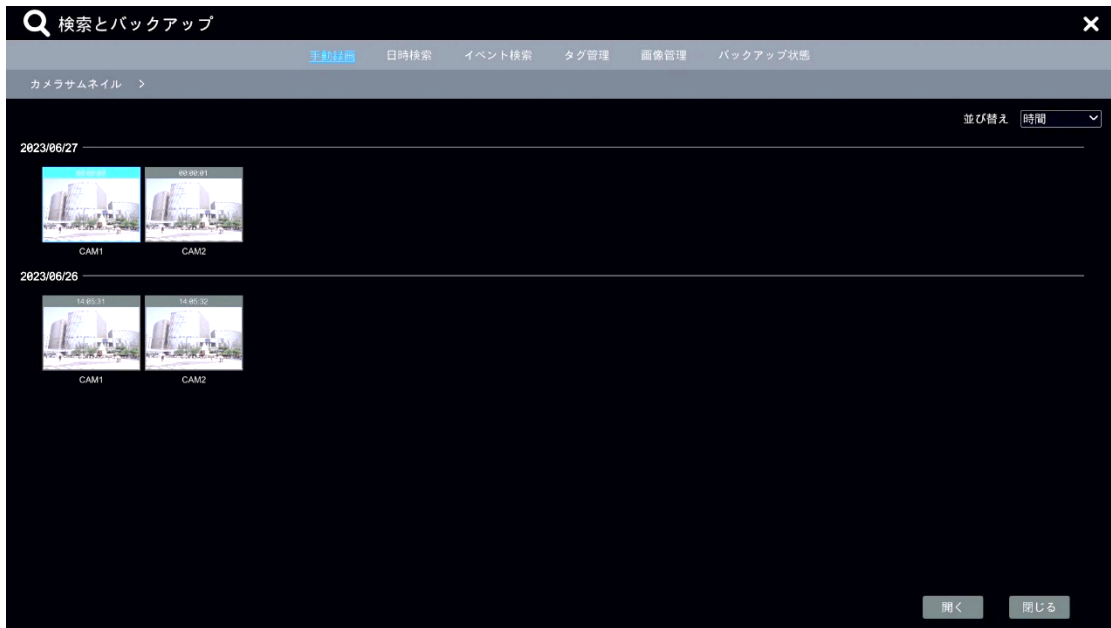 検索とバックアップ
手動録画 日時検索 イベント検索 タグ管理 画像管理 バックアップ状態
カメラサムネイル >
並び替え 時間
2023/06/27
00:00:01
CAM1 CAM2
2023/06/26
14:05:31 14:05:32
CAM1 CAM2
開く 閉じる